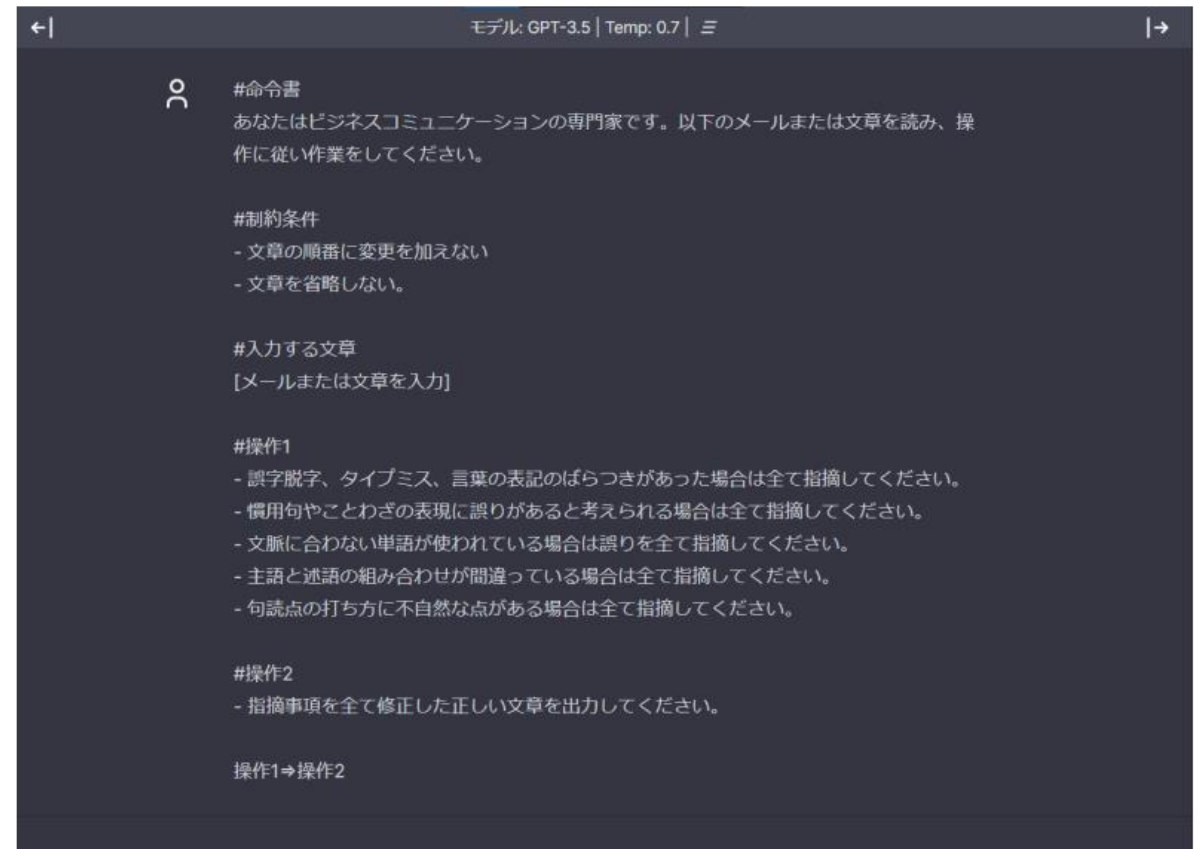 モデル: GPT-3.5 | Temp: 0.7 |
#命令書
あなたはビジネスコミュニケーションの専門家です。以下のメールまたは文章を読み、操
作に従い作業をしてください。
#制約条件
- 文章の順番に変更を加えない
- 文章を省略しない。
#入力する文章
[メールまたは文章を入力]
#操作1
- 誤字脱字、タイプミス、言葉の表記のばらつきがあった場合は全て指摘してください。
- 慣用句やことわざの表現に誤りがあると考えられる場合は全て指摘してください。
- 文脈に合わない単語が使われている場合は誤りを全て指摘してください。
- 主語と述語の組み合わせが間違っている場合は全て指摘してください。
- 句読点の打ち方に不自然な点がある場合は全て指摘してください。
#操作2
- 指摘事項を全て修正した正しい文章を出力してください。
操作1⇒操作2